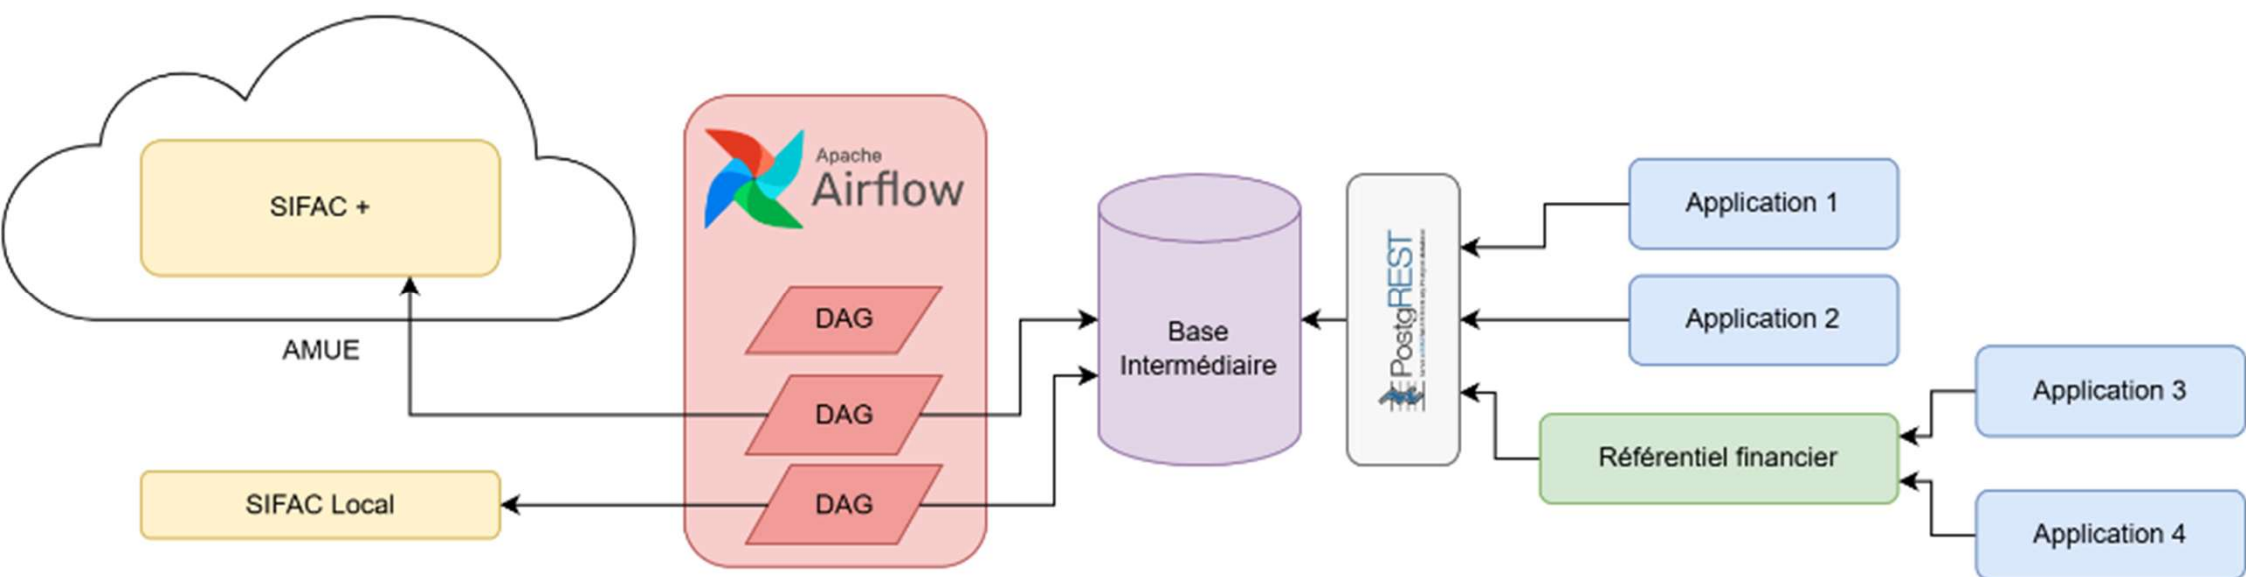 SIFAC +
AMUE
SIFAC Local
Apache
Airflow
DAG
DAG
DAG
Base
Intermédiaire
PostgREST
Application 1
Application 2
Référentiel financier
Application 3
Application 4